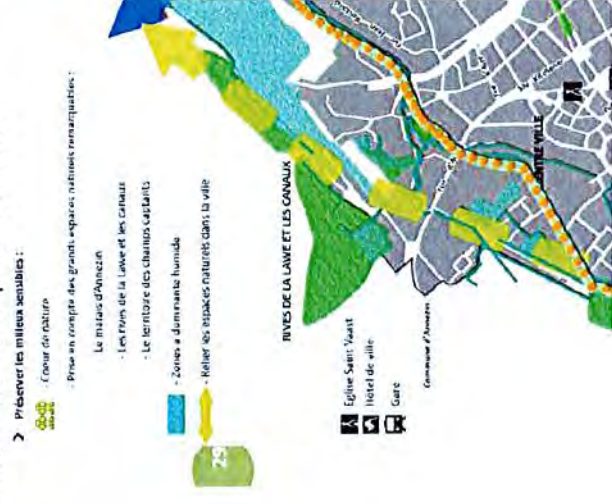 > Préserver les milieux sensibles :
- Coeur de nature
- Prise en compte des grands espaces naturels remarquables :
Le marais d'Annezin
- Les rives de la Lawe et les canaux
- Le territoire des champs captants
- Zones à dominante humide
- Relier les espaces naturels dans la ville
29
RIVES DE LA LAWE ET LES CANAUX
Eglise Saint Vaast
Hôtel de ville
Gare
Commune d'Annezin
ENTRE VILLE